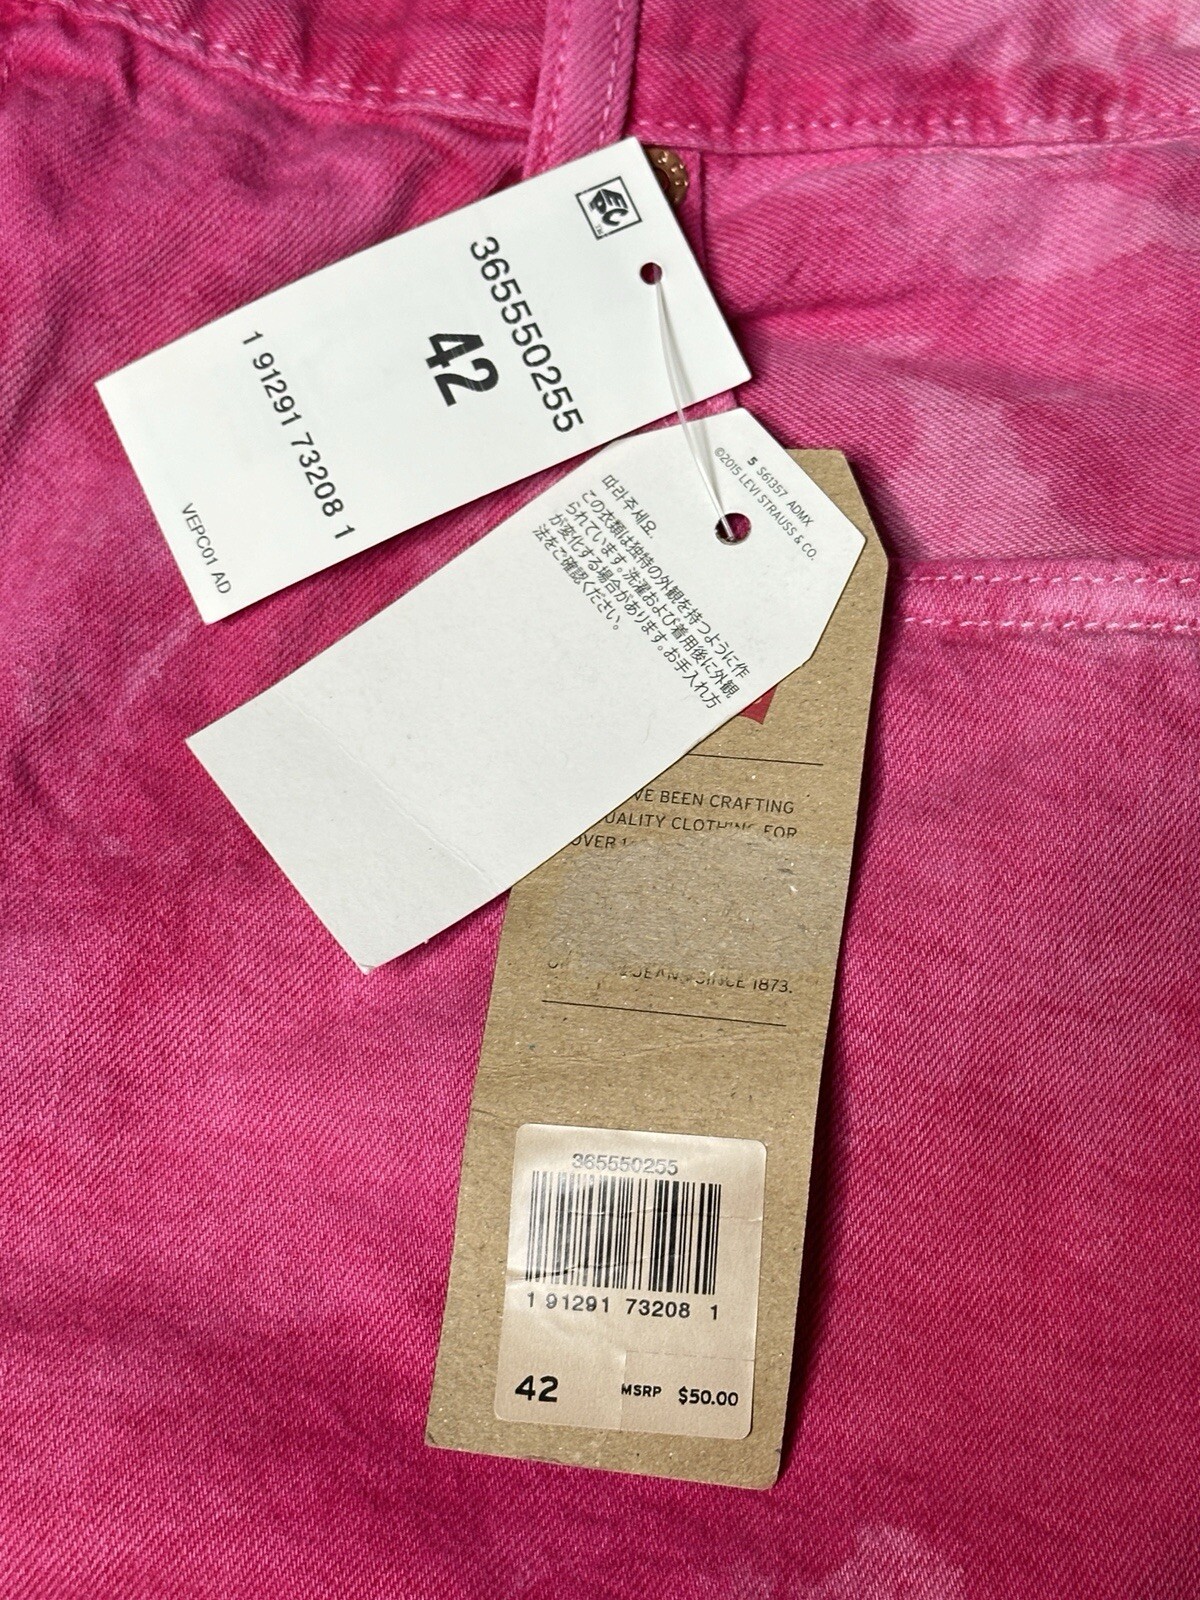 EPC
365550255
42
1 91291 73208 1
VEPC01 AD
5 S61357 ADMX
©2015 LEVI STRAUSS & CO.
따라주세요.
この衣類は独特の外観を持つように作
られています。洗濯および着用後に外観
が変化する場合があります。お手入れ方
法をご確認ください。
VE BEEN CRAFTING
UALITY CLOTHING FOR
OVER
JEANS SINCE 1873.
365550255
1 91291 73208 1
42 MSRP $50.00